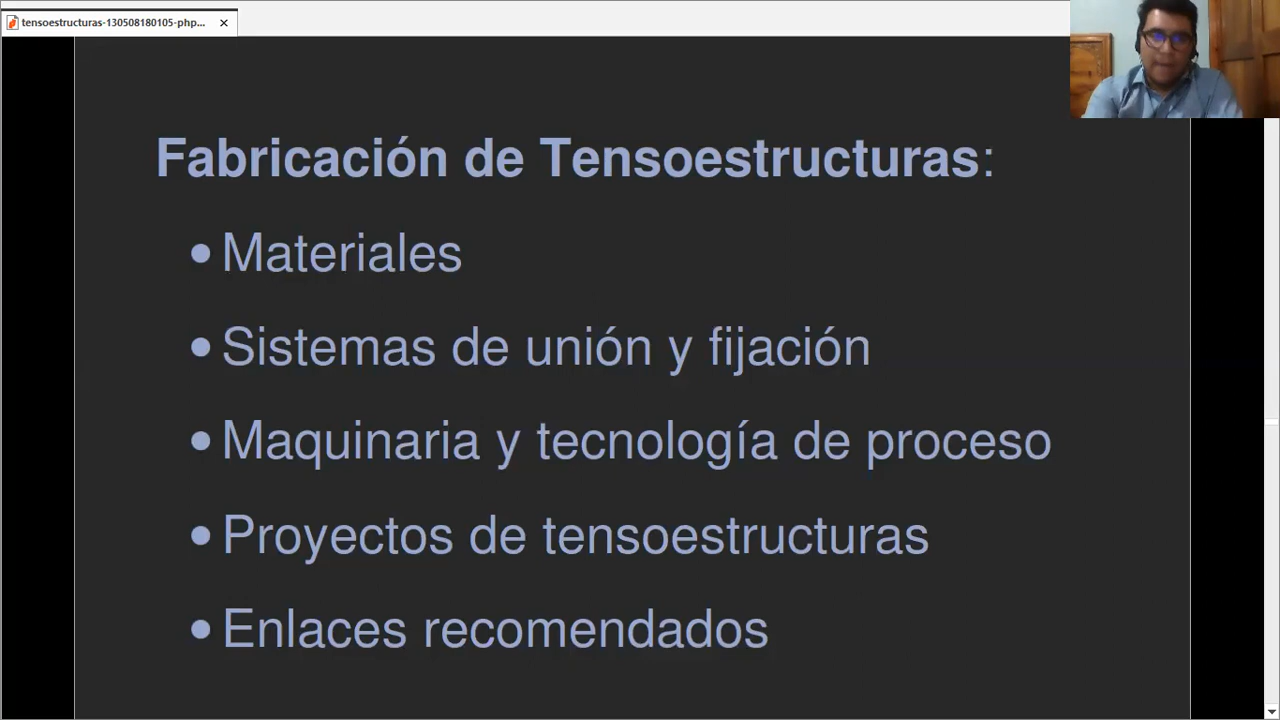 tensoestructuras-130508180105-php...
Fabricación de Tensoestructuras:
• Materiales
• Sistemas de unión y fijación
• Maquinaria y tecnología de proceso
• Proyectos de tensoestructuras
• Enlaces recomendados